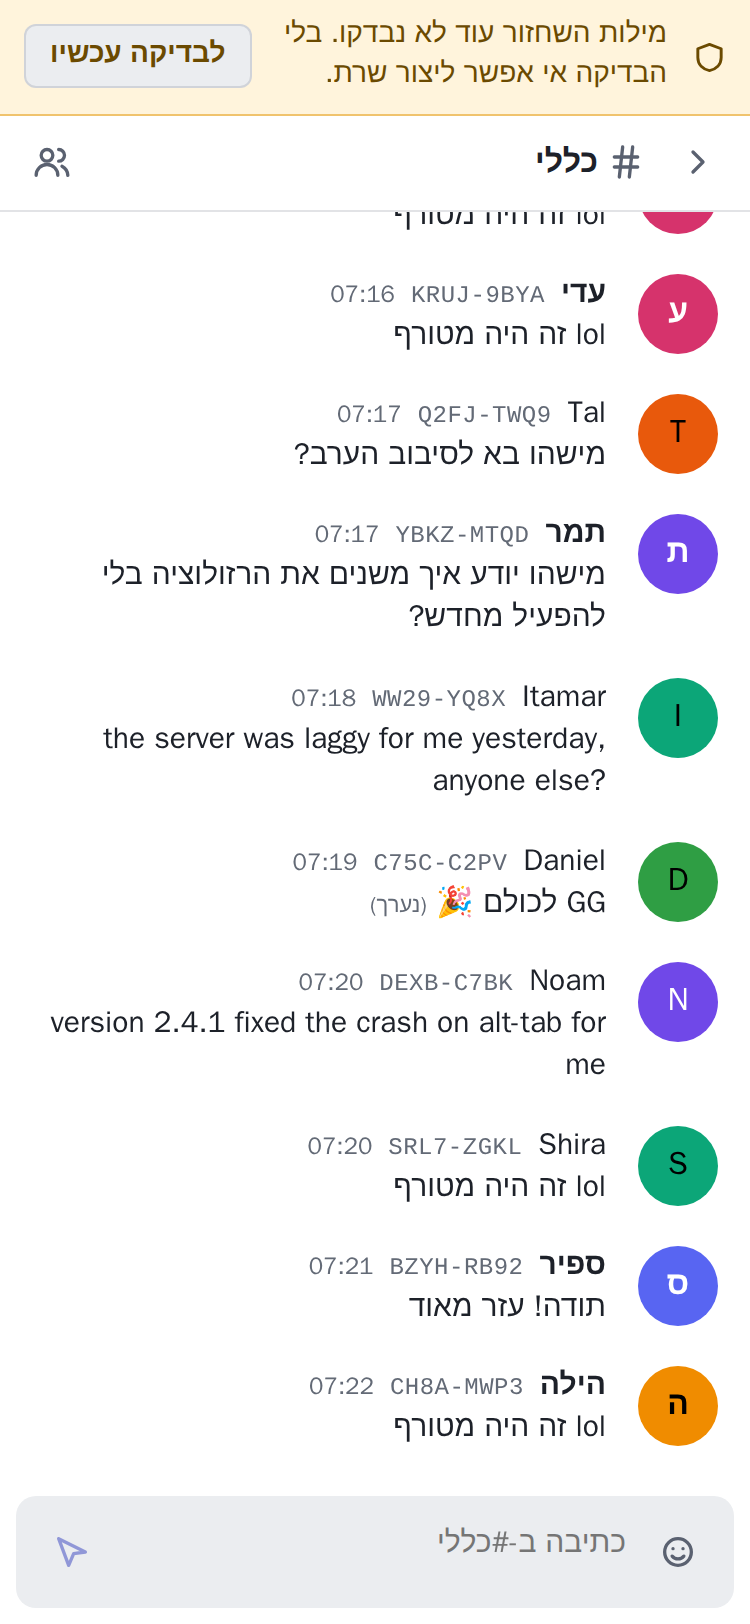 מילות השחזור עוד לא נבדקו. בלי
הבדיקה אי אפשר ליצור שרת.
לבדיקה עכשיו
# כללי
lol זה היה מטורף
ע
עדי KRUJ-9BYA 07:16
lol זה היה מטורף
T
Tal Q2FJ-TWQ9 07:17
מישהו בא לסיבוב הערב?
ת
תמר YBKZ-MTQD 07:17
מישהו יודע איך משנים את הרזולוציה בלי
להפעיל מחדש?
I
Itamar WW29-YQ8X 07:18
the server was laggy for me yesterday,
anyone else?
D
Daniel C75C-C2PV 07:19
GG לכולם 🎉 (נערך)
N
Noam DEXB-C7BK 07:20
version 2.4.1 fixed the crash on alt-tab for
me
S
Shira SRL7-ZGKL 07:20
lol זה היה מטורף
ס
ספיר BZYH-RB92 07:21
תודה! עזר מאוד
ה
הילה CH8A-MWP3 07:22
lol זה היה מטורף
כתיבה ב-#כללי